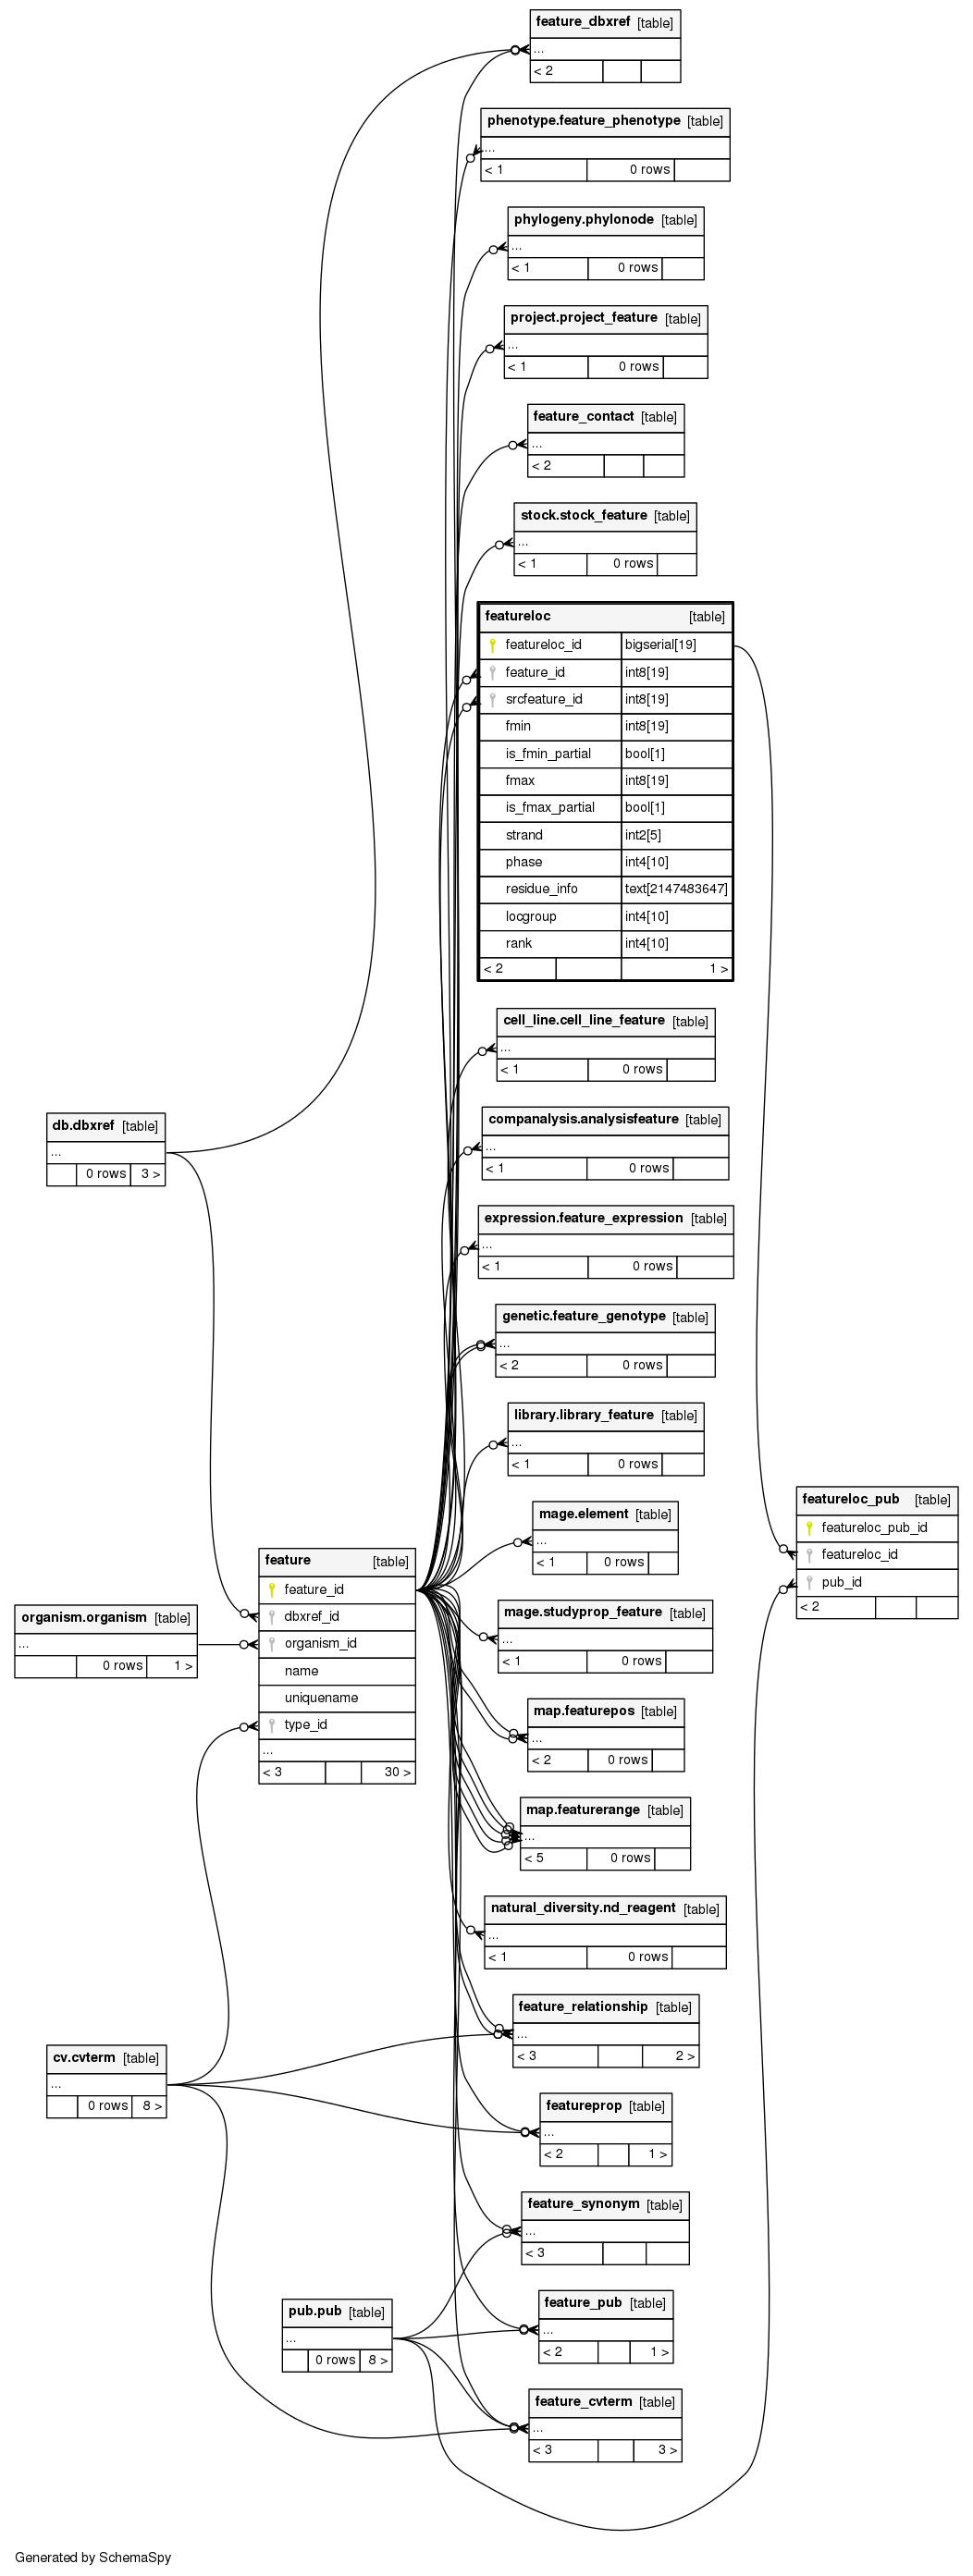 feature_dbxref [table]
...
< 2
phenotype.feature_phenotype [table]
...
< 1 0 rows
phylogeny.phylonode [table]
...
< 1 0 rows
project.project_feature [table]
...
< 1 0 rows
feature_contact [table]
...
< 2
stock.stock_feature [table]
...
< 1 0 rows
featureloc [table]
featureloc_id bigserial[19]
feature_id int8[19]
srcfeature_id int8[19]
fmin int8[19]
is_fmin_partial bool[1]
fmax int8[19]
is_fmax_partial bool[1]
strand int2[5]
phase int4[10]
residue_info text[2147483647]
locgroup int4[10]
rank int4[10]
< 2 1 >
cell_line.cell_line_feature [table]
...
< 1 0 rows
companalysis.analysisfeature [table]
...
< 1 0 rows
db.dbxref [table]
...
0 rows 3 >
expression.feature_expression [table]
...
< 1 0 rows
genetic.feature_genotype [table]
...
< 2 0 rows
library.library_feature [table]
...
< 1 0 rows
featureloc_pub [table]
featureloc_pub_id
featureloc_id
pub_id
< 2
mage.element [table]
...
< 1 0 rows
feature [table]
feature_id
dbxref_id
organism_id
name
uniquename
type_id
...
< 3 30 >
organism.organism [table]
...
0 rows 1 >
mage.studyprop_feature [table]
...
< 1 0 rows
map.featurepos [table]
...
< 2 0 rows
map.featurerange [table]
...
< 5 0 rows
natural_diversity.nd_reagent [table]
...
< 1 0 rows
feature_relationship [table]
...
< 3 2 >
cv.cvterm [table]
...
0 rows 8 >
featureprop [table]
...
< 2 1 >
feature_synonym [table]
...
< 3
pub.pub [table]
...
0 rows 8 >
feature_pub [table]
...
< 2 1 >
feature_cvterm [table]
...
< 3 3 >
Generated by SchemaSpy